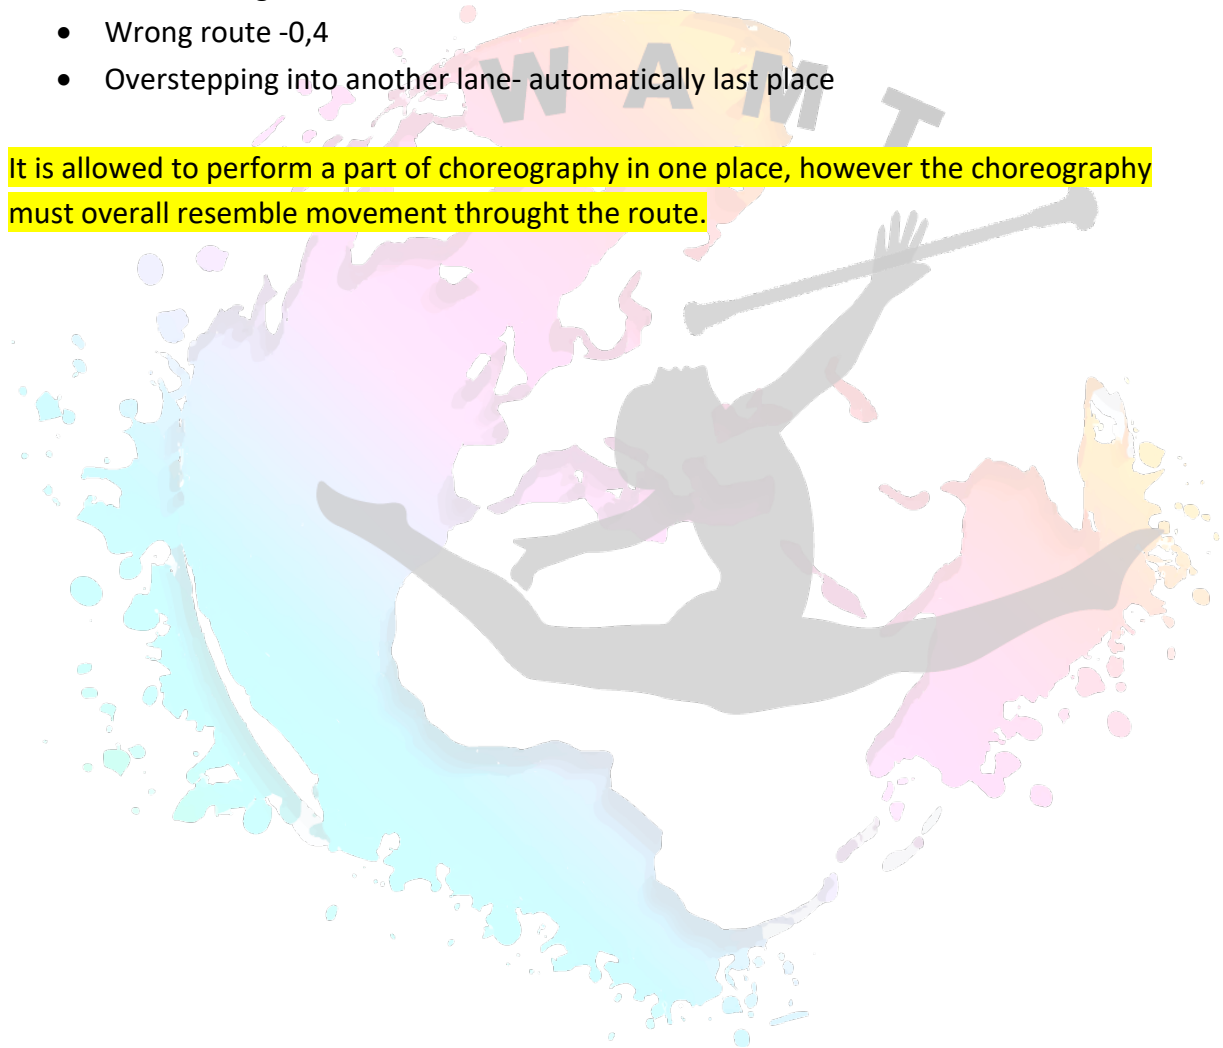 • Wrong route -0,4
• Overstepping into another lane- automatically last place
W A M T
It is allowed to perform a part of choreography in one place, however the choreography
must overall resemble movement throught the route.